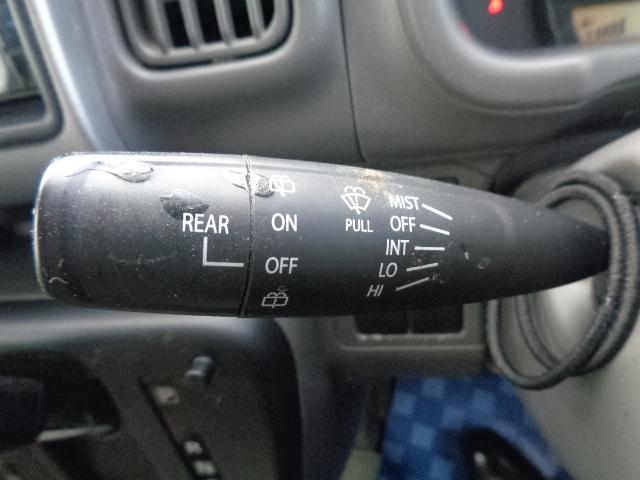 REAR
ON
OFF
PULL
MIST
OFF
INT
LO
HI